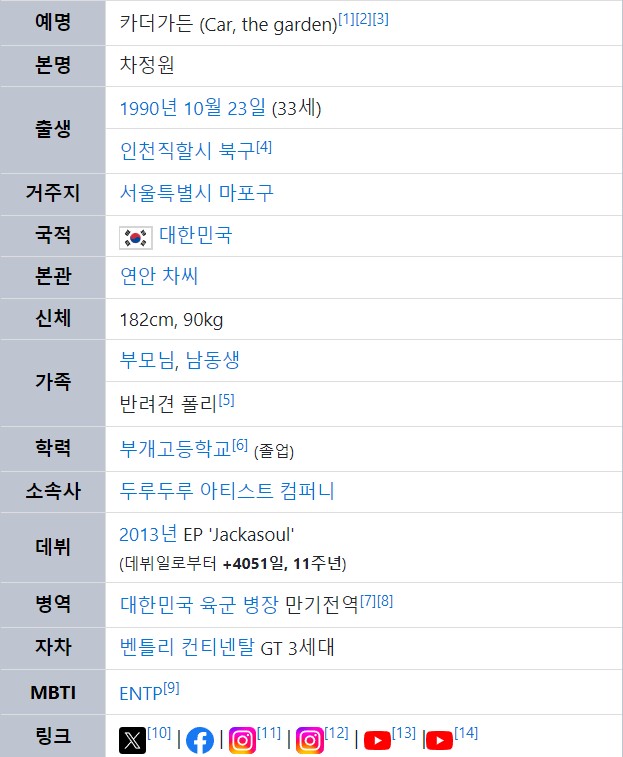 예명 카더가든 (Car, the garden)[1][2][3]
본명 차정원
출생 1990년 10월 23일 (33세)
인천직할시 북구[4]
거주지 서울특별시 마포구
국적 대한민국
본관 연안 차씨
신체 182cm, 90kg
가족 부모님, 남동생
반려견 폴리[5]
학력 부개고등학교[6] (졸업)
소속사 두루두루 아티스트 컴퍼니
데뷔 2013년 EP 'Jackasoul'
(데뷔일로부터 +4051일, 11주년)
병역 대한민국 육군 병장 만기전역[7][8]
자차 벤틀리 컨티넨탈 GT 3세대
MBTI ENTP[9]
링크 X[10] | f | [11] | [12] | [13] | [14]